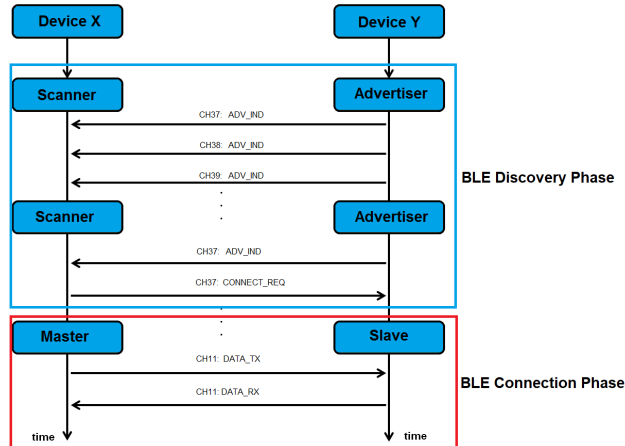 Device X
Device Y
Scanner
Advertiser
CH37: ADV_IND
CH38: ADV_IND
CH39: ADV_IND
BLE Discovery Phase
Scanner
Advertiser
CH37: ADV_IND
CH37: CONNECT_REQ
Master
Slave
CH11: DATA_TX
BLE Connection Phase
CH11: DATA_RX
time
time